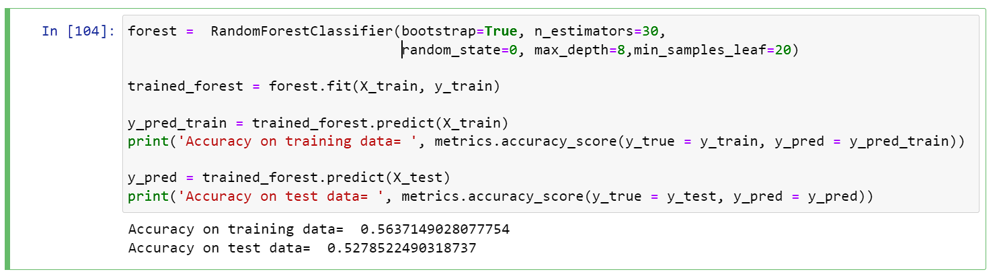 In [104]: forest =  RandomForestClassifier(bootstrap=True, n_estimators=30,
random_state=0, max_depth=8,min_samples_leaf=20)
trained_forest = forest.fit(X_train, y_train)
y_pred_train = trained_forest.predict(X_train)
print('Accuracy on training data= ', metrics.accuracy_score(y_true = y_train, y_pred = y_pred_train))
y_pred = trained_forest.predict(X_test)
print('Accuracy on test data= ', metrics.accuracy_score(y_true = y_test, y_pred = y_pred))
Accuracy on training data=  0.5637149028077754
Accuracy on test data=  0.5278522490318737